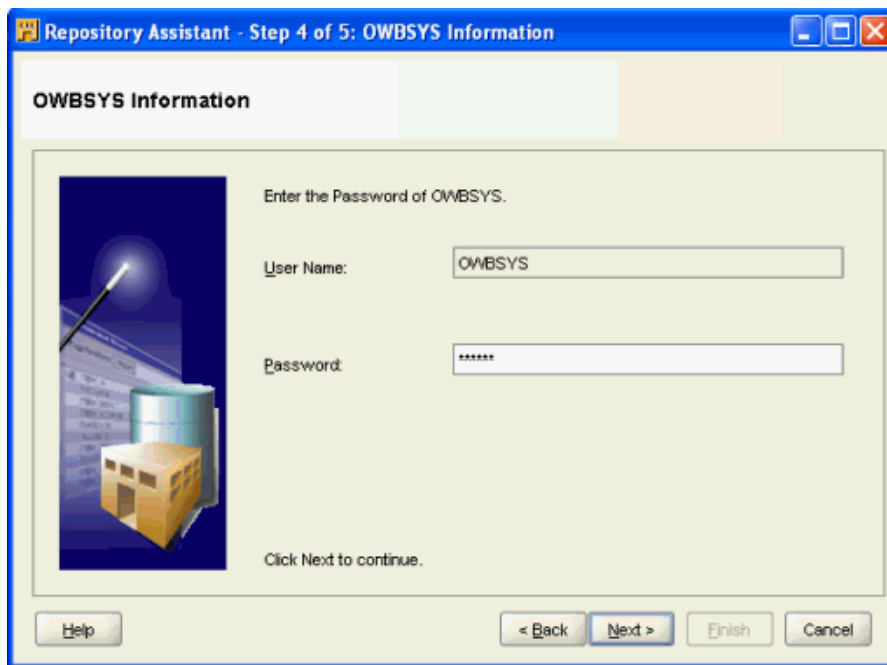 Repository Assistant - Step 4 of 5: OWBSYS Information
OWBSYS Information
Enter the Password of OWBSYS.
User Name:
OWBSYS
Password:
******
Click Next to continue.
Help
< Back
Next >
Finish
Cancel